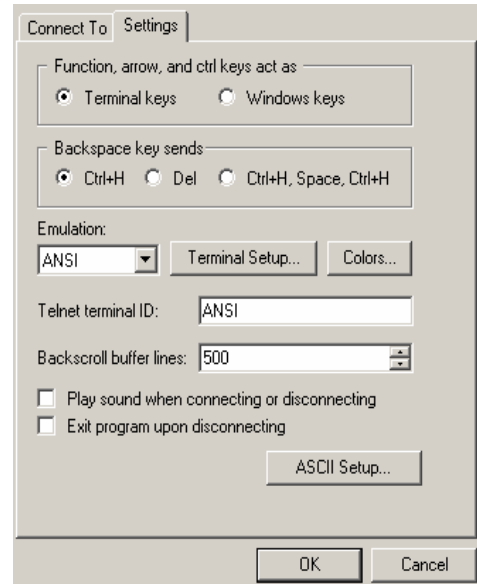 Connect To Settings
Function, arrow, and ctrl keys act as
Terminal keys Windows keys
Backspace key sends
Ctrl+H Del Ctrl+H, Space, Ctrl+H
Emulation:
ANSI Terminal Setup... Colors...
Telnet terminal ID: ANSI
Backscroll buffer lines: 500
Play sound when connecting or disconnecting
Exit program upon disconnecting
ASCII Setup...
OK Cancel